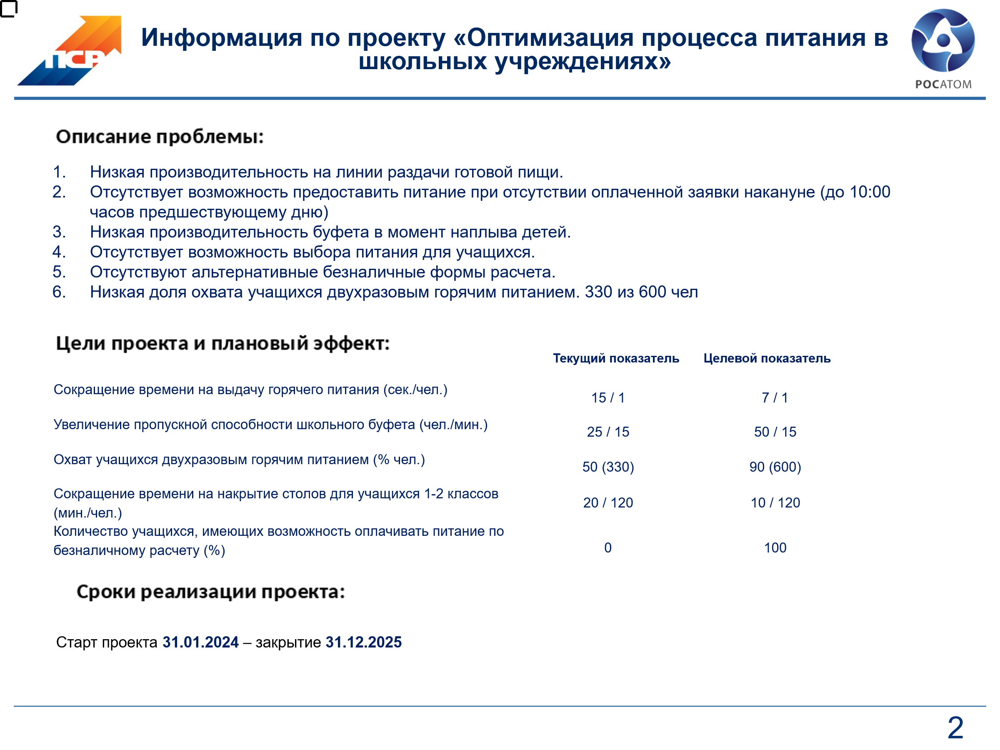 ПСР
Информация по проекту «Оптимизация процесса питания в
школьных учреждениях»
РОСАТОМ
Описание проблемы:
1. Низкая производительность на линии раздачи готовой пищи.
2. Отсутствует возможность предоставить питание при отсутствии оплаченной заявки накануне (до 10:00
часов предшествующему дню)
3. Низкая производительность буфета в момент наплыва детей.
4. Отсутствует возможность выбора питания для учащихся.
5. Отсутствуют альтернативные безналичные формы расчета.
6. Низкая доля охвата учащихся двухразовым горячим питанием. 330 из 600 чел
Цели проекта и плановый эффект:
Текущий показатель Целевой показатель
Сокращение времени на выдачу горячего питания (сек./чел.) 15 / 1 7 / 1
Увеличение пропускной способности школьного буфета (чел./мин.) 25 / 15 50 / 15
Охват учащихся двухразовым горячим питанием (% чел.) 50 (330) 90 (600)
Сокращение времени на накрытие столов для учащихся 1-2 классов
(мин./чел.) 20 / 120 10 / 120
Количество учащихся, имеющих возможность оплачивать питание по
безналичному расчету (%) 0 100
Сроки реализации проекта:
Старт проекта 31.01.2024 – закрытие 31.12.2025
2